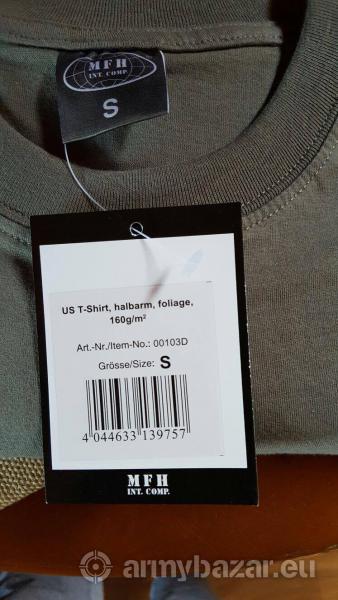 MFH
INT. COMP.
S
US T-Shirt, halbarm, foliage,
160g/m²
Art.-Nr./Item-No.: 00103D
Grösse/Size: S
4 044633 139757
MFH
INT. COMP.
armybazar.eu